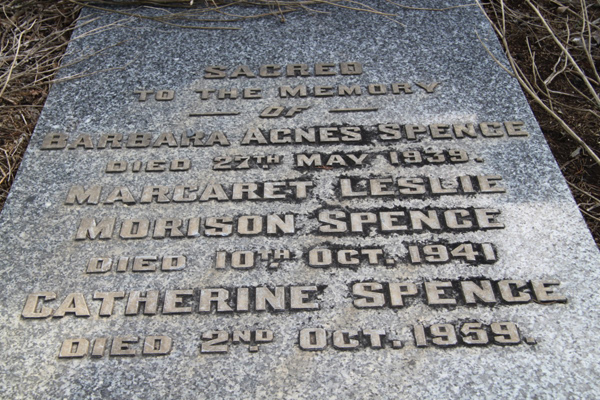 SACRED
TO THE MEMORY
— OF —
BARBARA AGNES SPENCE
DIED 27TH MAY 1939.
MARGARET LESLIE
MORISON SPENCE
DIED 10TH OCT. 1941
CATHERINE SPENCE
DIED 2ND OCT. 1959.